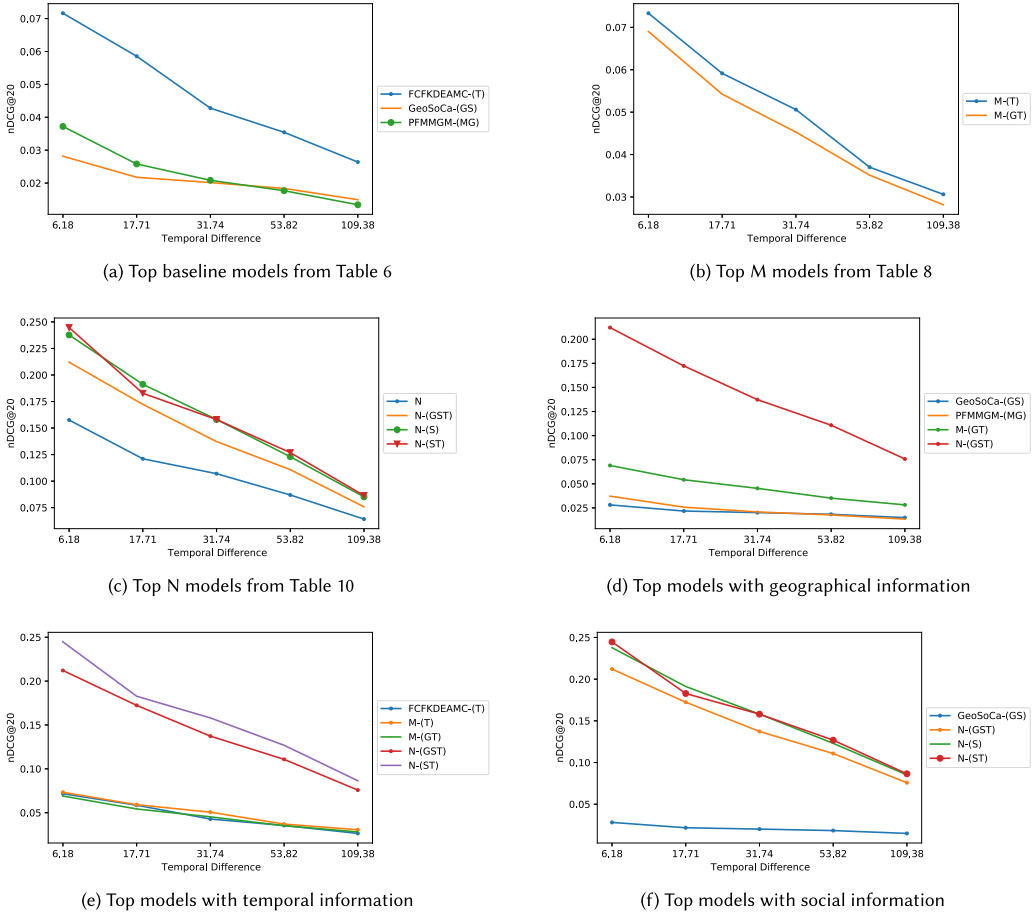 0.07
0.06
0.05
0.04
0.03
0.02
nDCG@20
6,18 17,71 31,74 53,82 109.38
Temporal Difference
FCFKDEAMC-(T)
GeoSoCa-(GS)
PFMMGM-(MG)
(a) Top baseline models from Table 6
0.07
0.06
0.05
0.04
0.03
nDCG@20
6.18 17,71 31,74 53,82 109.38
Temporal Difference
M-(T)
M-(GT)
(b) Top M models from Table 8
0.250
0.225
0.200
0.175
0.150
0.125
0.100
0.075
nDCG@20
6.18 17,71 31,74 53,82 109.38
Temporal Difference
N
N-(GST)
N-(S)
N-(ST)
(c) Top N models from Table 10
0.200
0.175
0.150
0.125
0.100
0.075
0.050
0.025
nDCG@20
6.18 17,71 31,74 53,82 109.38
Temporal Difference
GeoSoCa-(GS)
PFMMGM-(MG)
M-(GT)
N-(GST)
(d) Top models with geographical information
0.25
0.20
0.15
0.10
0.05
nDCG@20
6,18 17,71 31,74 53,82 109.38
Temporal Difference
FCFKDEAMC-(T)
M-(T)
M-(GT)
N-(GST)
N-(ST)
(e) Top models with temporal information
0.25
0.20
0.15
0.10
0.05
nDCG@20
6.18 17,71 31,74 53,82 109.38
Temporal Difference
GeoSoCa-(GS)
N-(GST)
N-(S)
N-(ST)
(f) Top models with social information